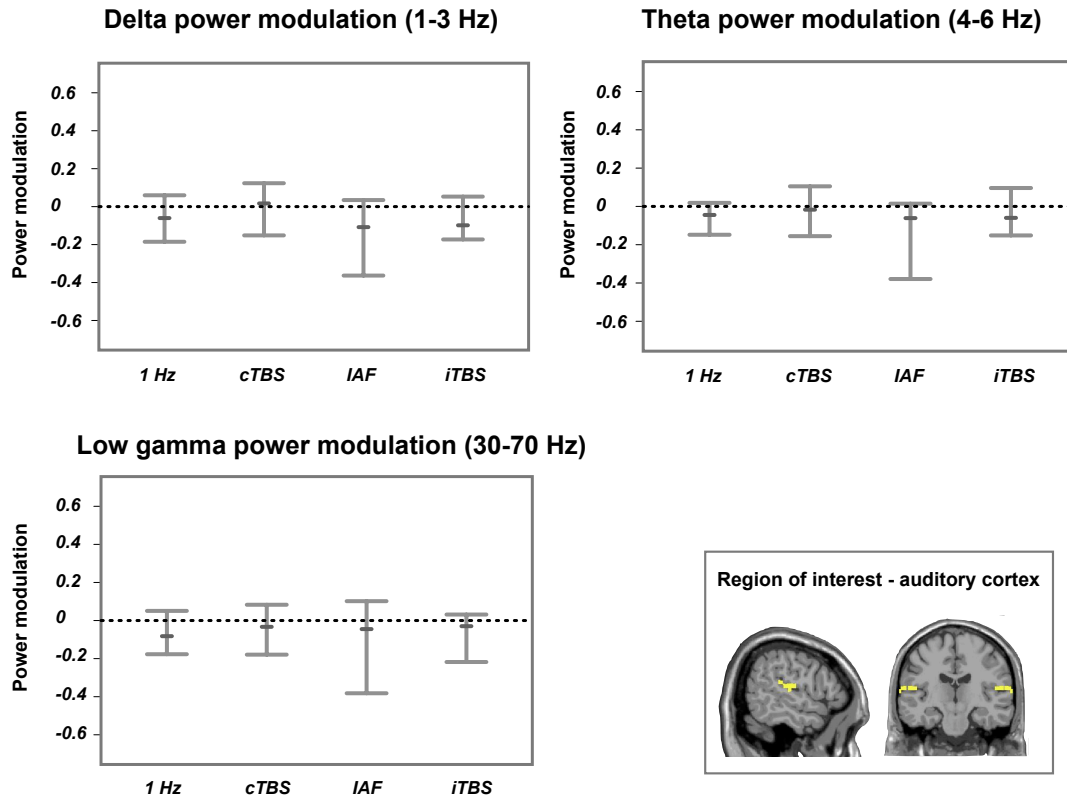 Delta power modulation (1-3 Hz)
Power modulation
0.6
0.4
0.2
0
-0.2
-0.4
-0.6
1 Hz cTBS IAF iTBS
Theta power modulation (4-6 Hz)
Power modulation
0.6
0.4
0.2
0
-0.2
-0.4
-0.6
1 Hz cTBS IAF iTBS
Low gamma power modulation (30-70 Hz)
Power modulation
0.6
0.4
0.2
0
-0.2
-0.4
-0.6
1 Hz cTBS IAF iTBS
Region of interest - auditory cortex